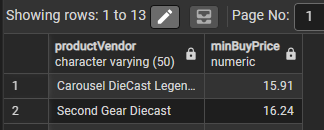 Showing rows: 1 to 13 Page No: 1
productVendor minBuyPrice
character varying (50) numeric
1 Carousel DieCast Legen... 15.91
2 Second Gear Diecast 16.24